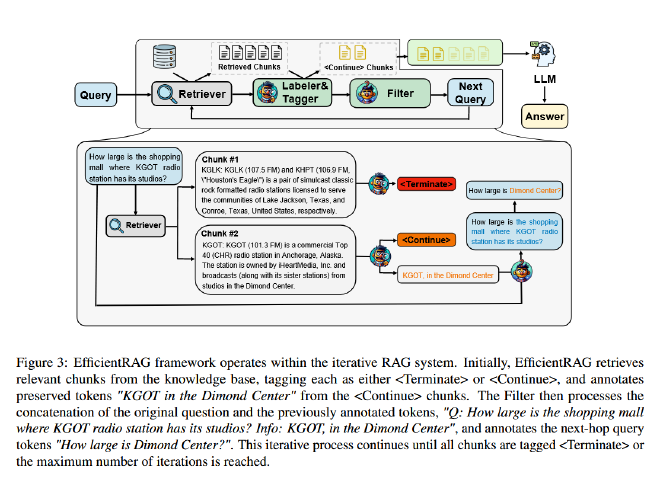 Retrieved Chunks
<Continue> Chunks
Query
Retriever
Labeler&
Tagger
Filter
Next
Query
LLM
Answer
How large is the shopping
mall where KGOT radio
station has its studios?
Retriever
Chunk #1
KGLK: KGLK (107.5 FM) and KHPT (106.9 FM,
\"Houston's Eagle\") is a pair of simulcast classic
rock formatted radio stations licensed to serve
the communities of Lake Jackson, Texas, and
Conroe, Texas, United States, respectively.
<Terminate>
Chunk #2
KGOT: KGOT (101.3 FM) is a commercial Top
40 (CHR) radio station in Anchorage, Alaska.
The station is owned by iHeartMedia, Inc. and
broadcasts (along with its sister stations) from
studios in the Dimond Center.
<Continue>
KGOT, in the Dimond Center
How large is Dimond Center?
How large is the shopping
mall where KGOT radio
station has its studios?
Figure 3: EfficientRAG framework operates within the iterative RAG system. Initially, EfficientRAG retrieves
relevant chunks from the knowledge base, tagging each as either <Terminate> or <Continue>, and annotates
preserved tokens "KGOT in the Dimond Center" from the <Continue> chunks. The Filter then processes the
concatenation of the original question and the previously annotated tokens, "Q: How large is the shopping mall
where KGOT radio station has its studios? Info: KGOT, in the Dimond Center", and annotates the next-hop query
tokens "How large is Dimond Center?". This iterative process continues until all chunks are tagged <Terminate> or
the maximum number of iterations is reached.